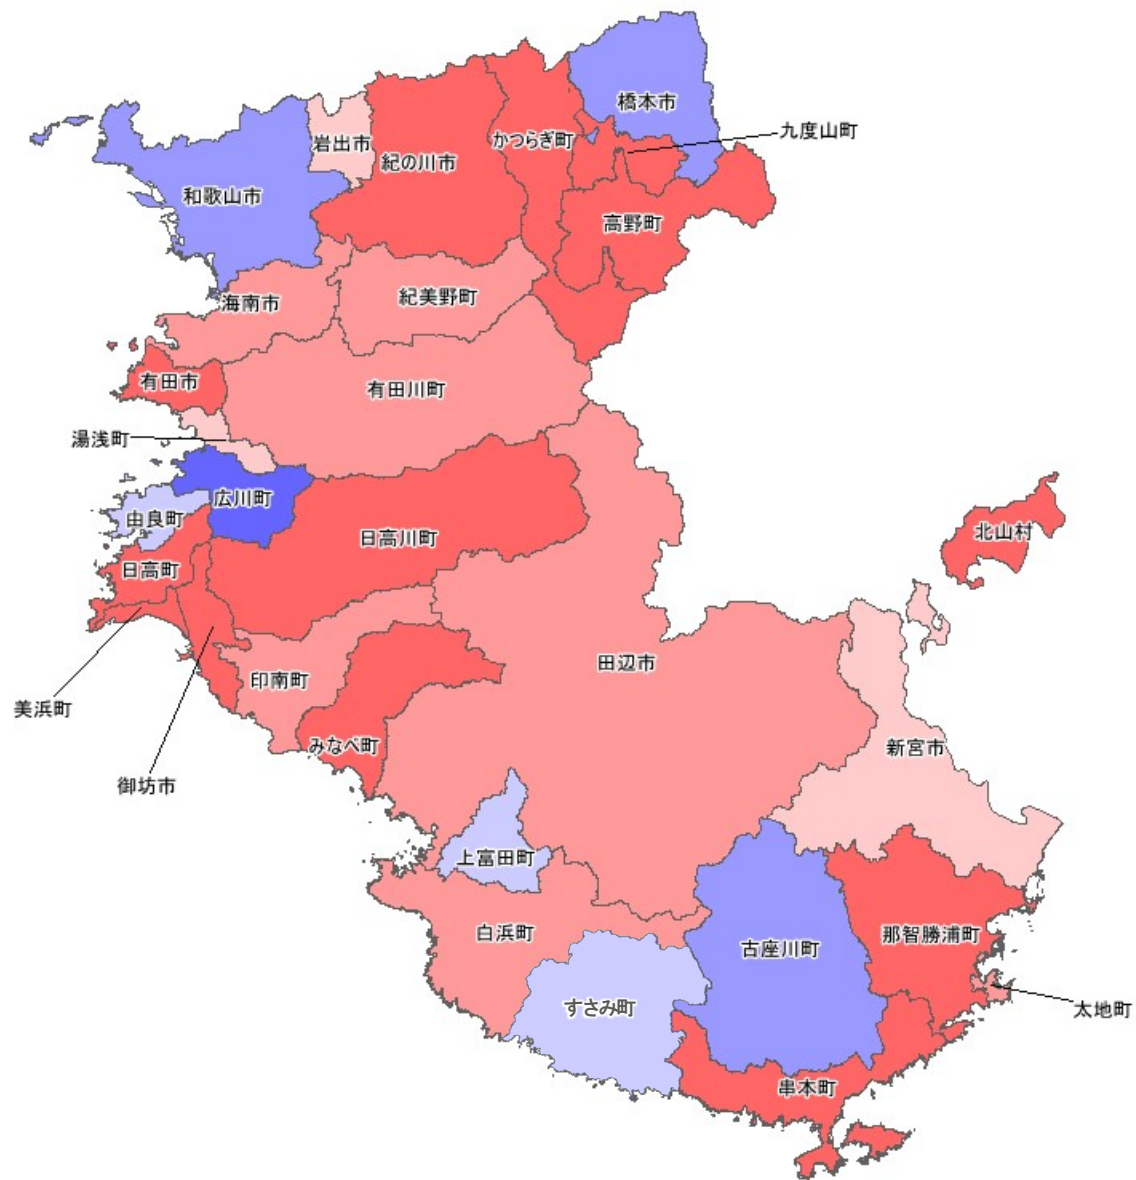 橋本市
九度山町
かつらぎ町
岩出市
紀の川市
和歌山市
高野町
海南市
紀美野町
有田市
有田川町
湯浅町
広川町
由良町
北山村
日高川町
日高町
田辺市
印南町
美浜町
みなべ町
新宮市
御坊市
上富田町
白浜町
那智勝浦町
古座川町
すさみ町
太地町
串本町